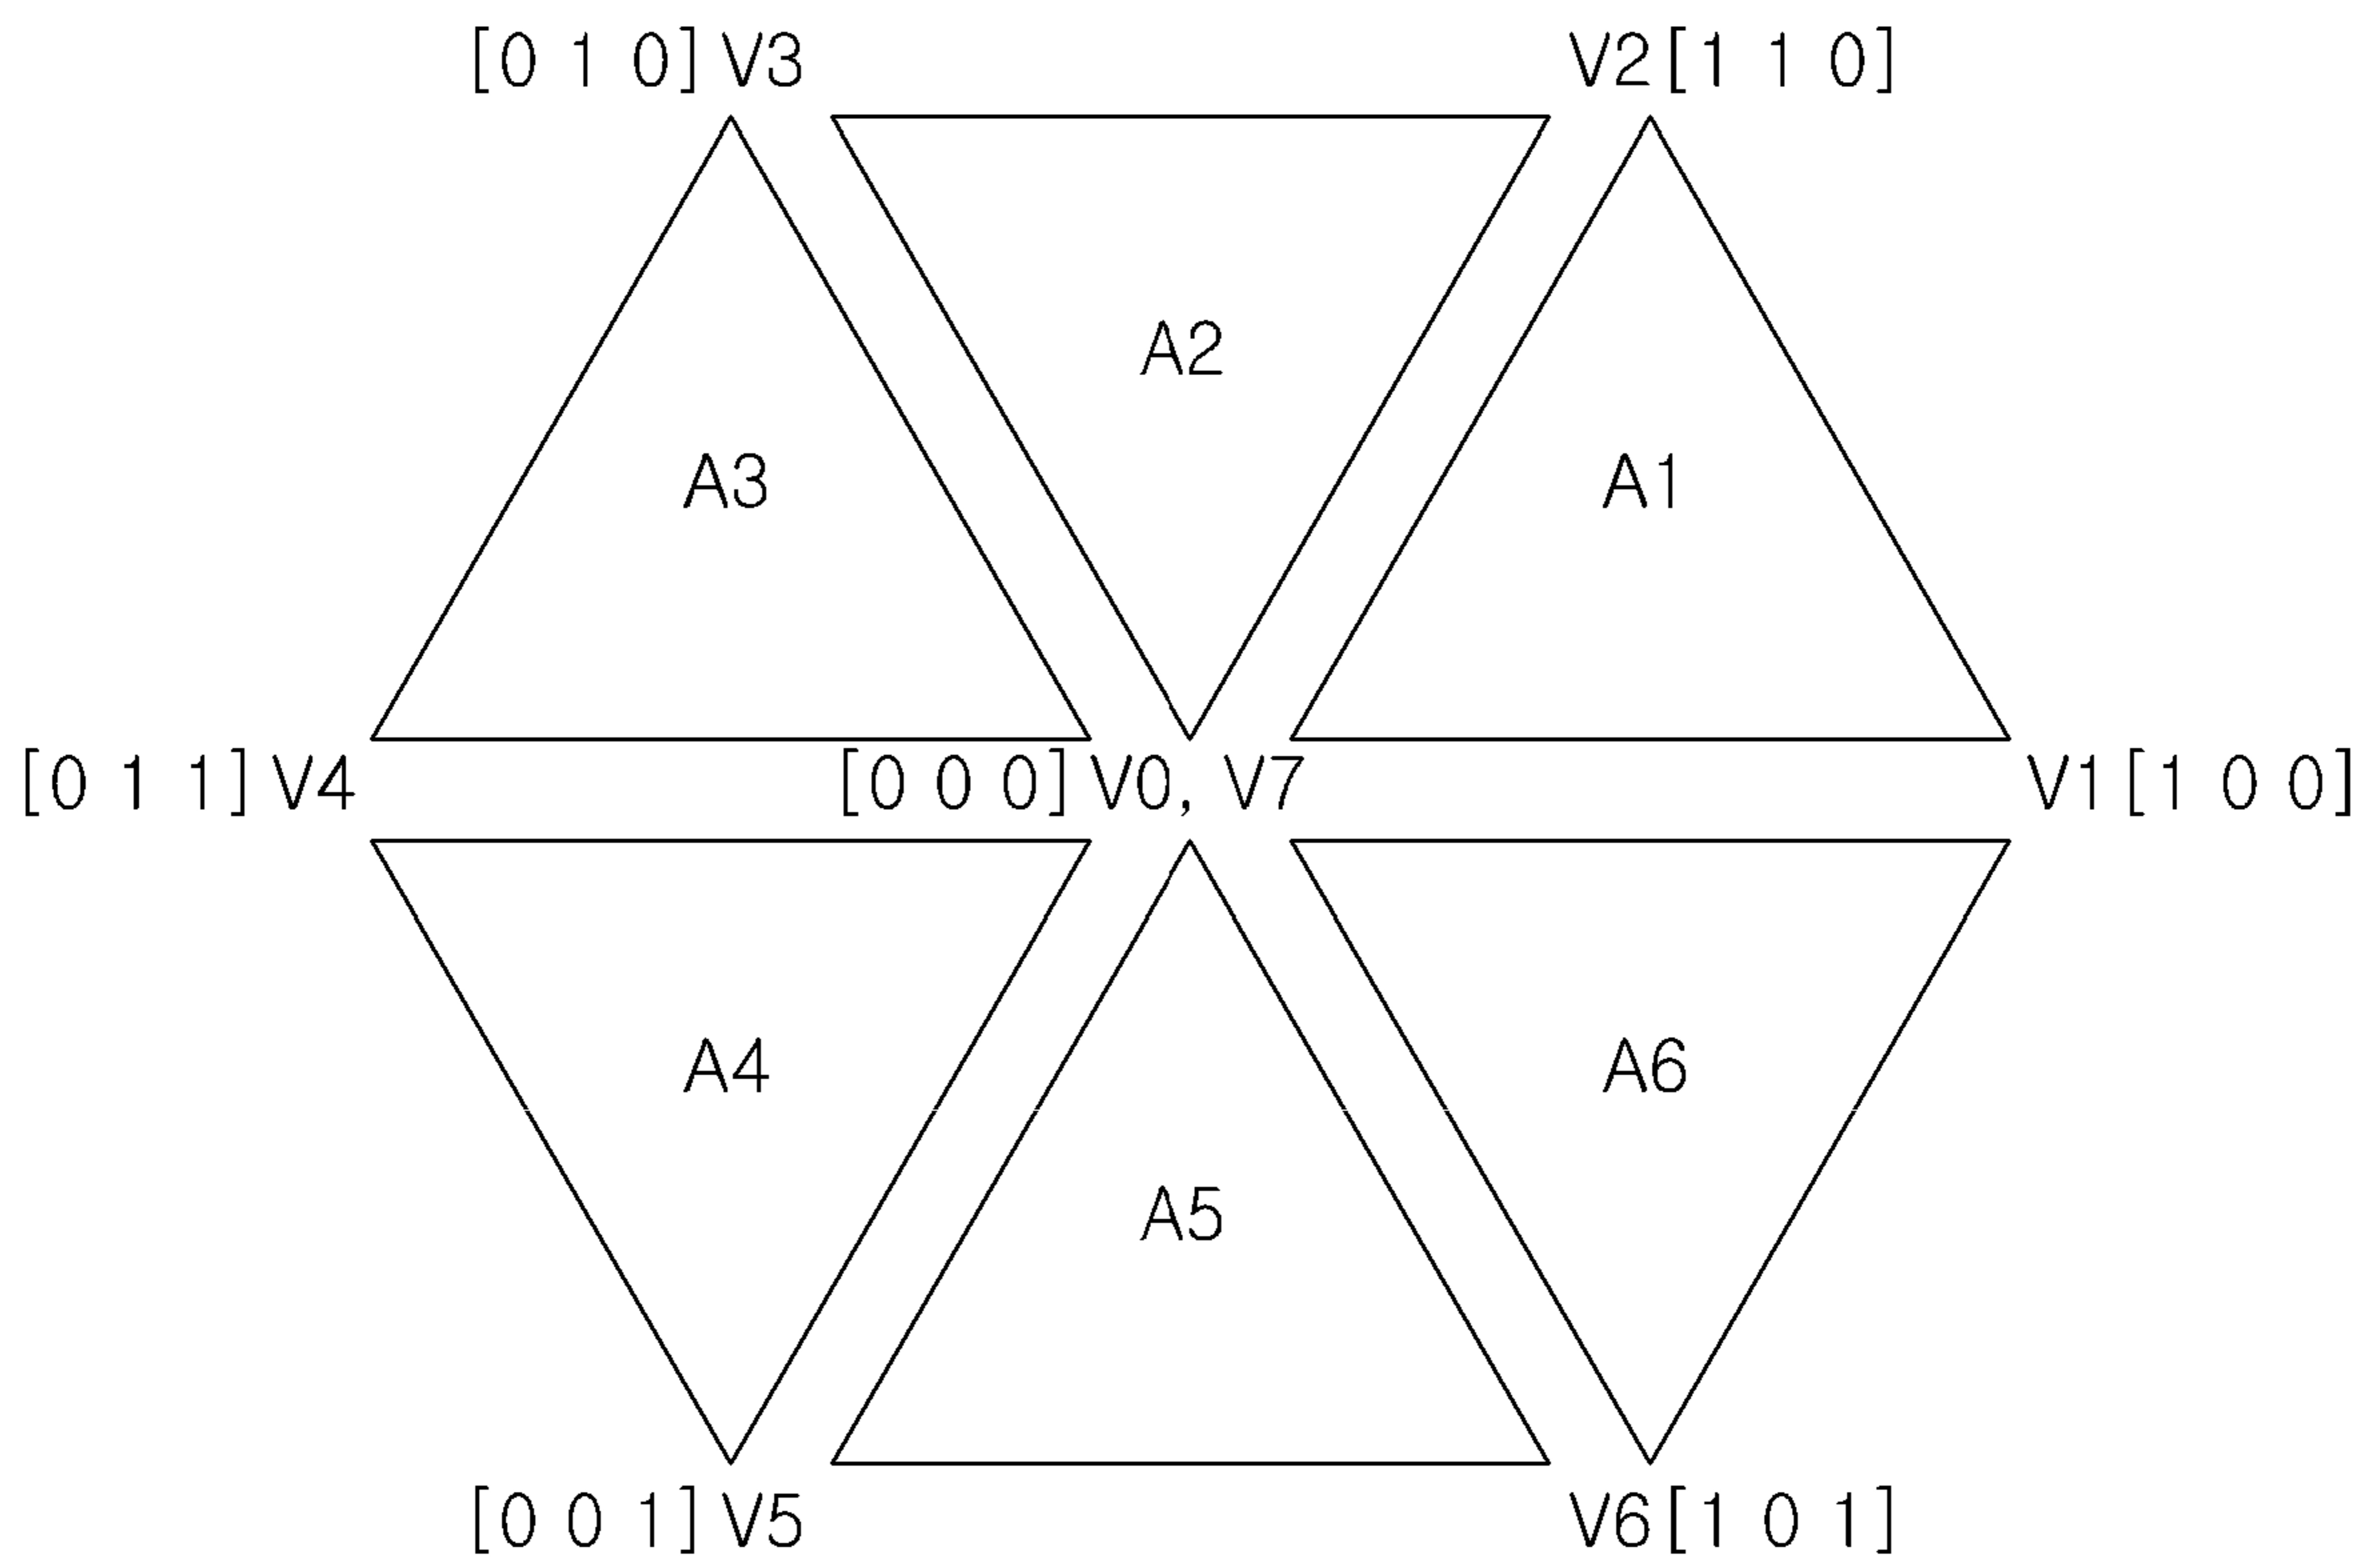 [0 1 0] V3 V2 [1 1 0]
A2
A3 A1
[0 1 1] V4 [0 0 0] V0, V7 V1 [1 0 0]
A4 A6
A5
[0 0 1] V5 V6 [1 0 1]